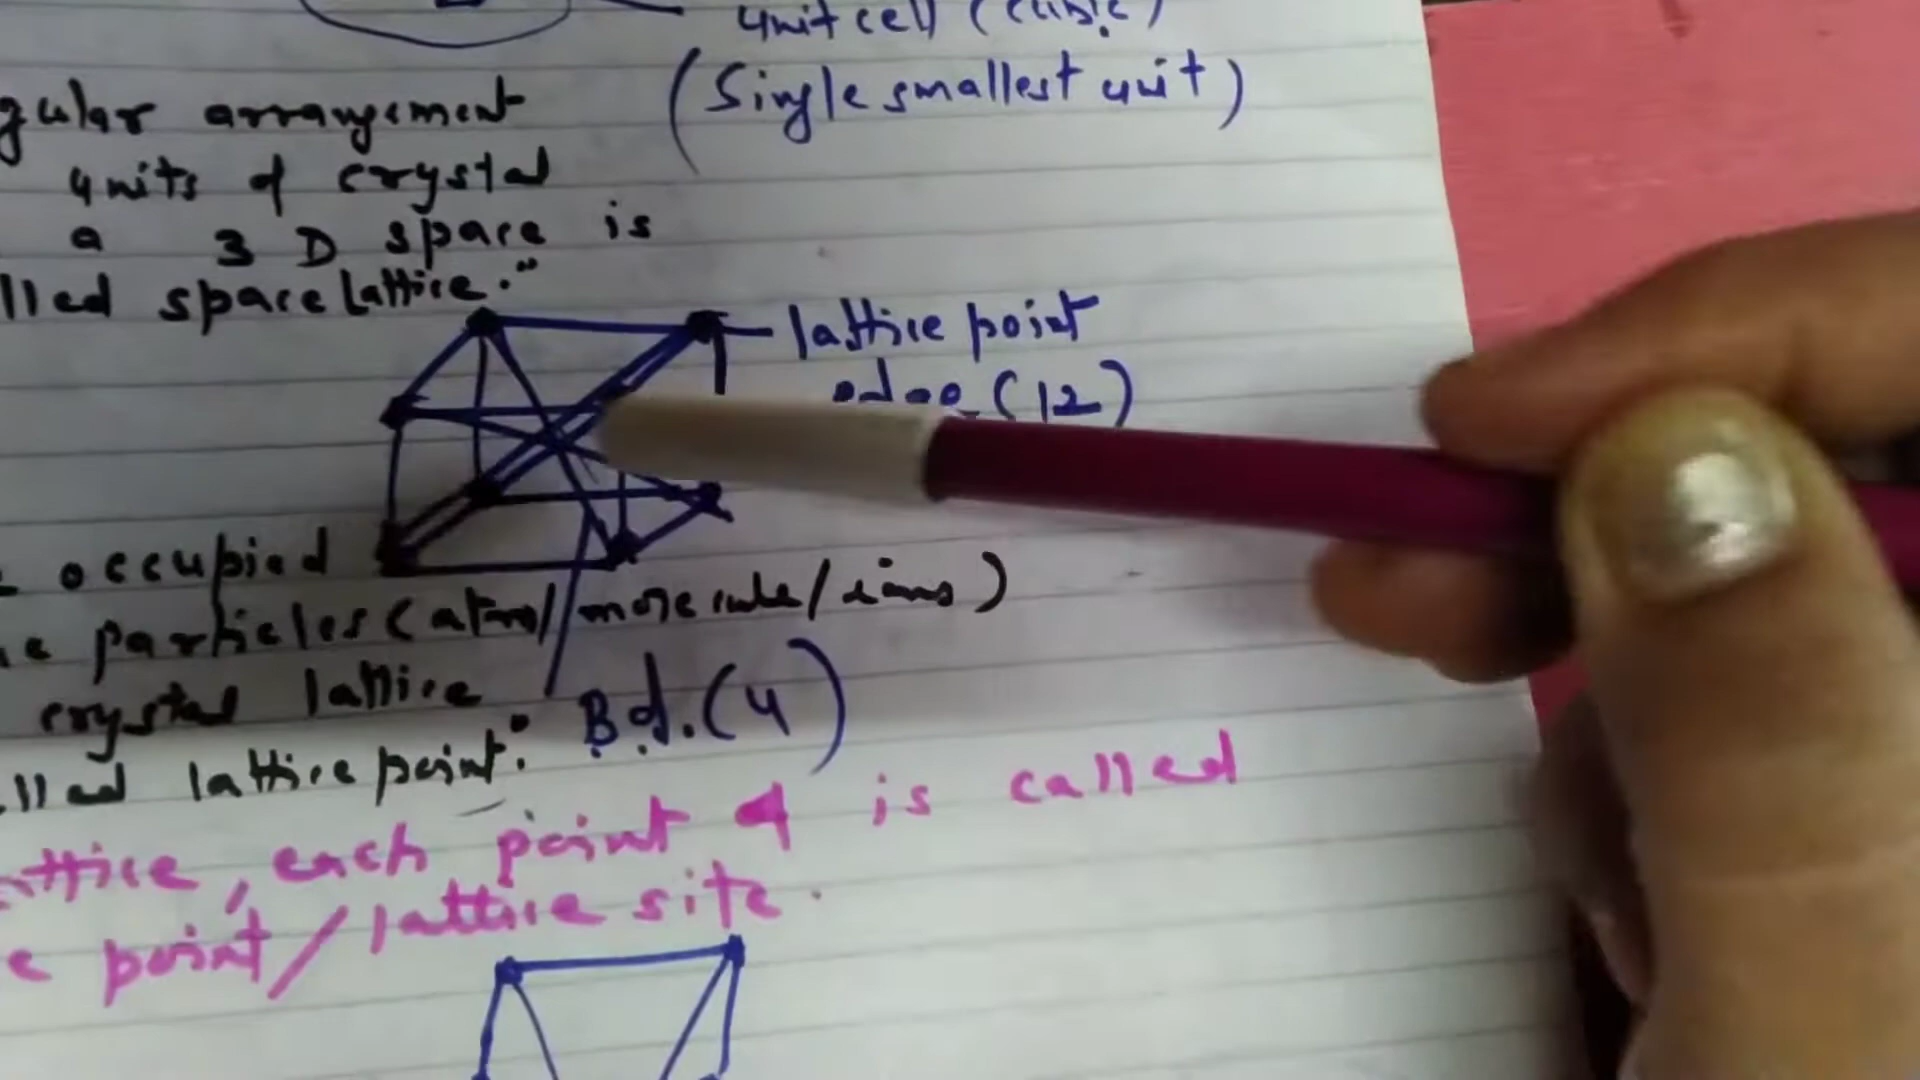 unit cell (cubic)
(Single smallest unit)
gular arrangement
units of crystal
a 3 D space is
lled space lattice."
lattice point
edge (12)
occupied
particles (atom/molecule/ions)
crystal lattice
lled lattice point."
B.d. (4)
attice, each point is called
e point/lattice site.